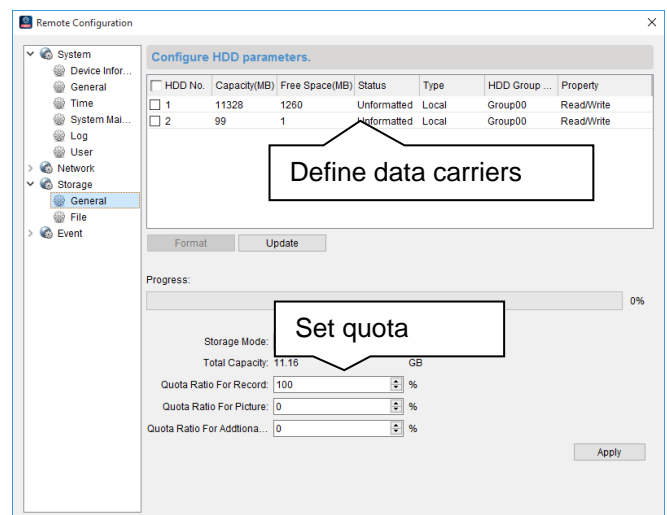 Remote Configuration
System
Device Infor...
General
Time
System Mai...
Log
User
Network
Storage
General
File
Event
Configure HDD parameters.
HDD No. Capacity(MB) Free Space(MB) Status Type HDD Group ... Property
1 11328 1260 Unformatted Local Group00 Read/Write
2 99 1 Unformatted Local Group00 Read/Write
Define data carriers
Format Update
Progress:
0%
Set quota
Storage Mode:
Total Capacity: 11.16 GB
Quota Ratio For Record: 100 %
Quota Ratio For Picture: 0 %
Quota Ratio For Addtiona... 0 %
Apply